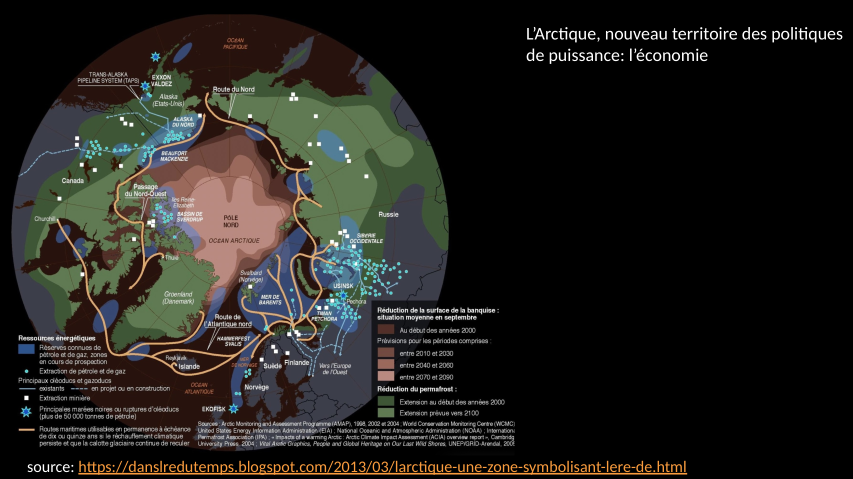 L'Arctique, nouveau territoire des politiques
de puissance: l'économie
OCÉAN
PACIFIQUE
TRANS-ALASKA
PIPELINE SYSTEM (TAPS)
EXXON
VALDEZ
Alaska
(Etats-Unis)
Route du Nord
ALASKA
DU NORD
BEAUFORT
MACKENZIE
Canada
Passage
du Nord-Ouest
Iles Reine
Elizabeth
BASSIN DE
SVERDRUP
Churchill
PÔLE
NORD
OCÉAN ARCTIQUE
Russie
SIBÉRIE
OCCIDENTALE
Thulé
Svalbard
(Norvège)
Groenland
(Danemark)
MER DE
BARENTS
USINSK
Pechora
TIMAN
PETCHORA
Route de
l'Atlantique nord
HAMMERFEST
Reykjavik
Islande
Suède
Finlande
Vers l'Europe
de l'Ouest
OCÉAN
ATLANTIQUE
Norvège
EKOFISK
Ressources énergétiques
Réserves connues de
pétrole et de gaz, zones
en cours de prospection
Extraction de pétrole et de gaz
Principaux oléoducs et gazoducs
existants
en projet ou en construction
Extraction minière
Principales marées noires ou ruptures d'oléoducs
(plus de 50 000 tonnes de pétrole)
Routes maritimes utilisables en permanence à échéance
de dix ou quinze ans si le réchauffement climatique
persiste et que la calotte glaciaire continue de reculer
Réduction de la surface de la banquise :
situation moyenne en septembre
Au début des années 2000
Prévisions pour les périodes comprises :
entre 2010 et 2030
entre 2040 et 2060
entre 2070 et 2090
Réduction du permafrost :
Extension au début des années 2000
Extension prévue vers 2100
Sources : Arctic Monitoring and Assessment Programme (AMAP), 1998, 2002 et 2004 ; World Conservation Monitoring Centre (WCMC)
United States Energy Information Administration (EIA) ; National Oceanic and Atmospheric Administration (NOAA) ; Internation
Permafrost Association (IPA) ; « Impacts of a warming Arctic : Arctic Climate Impact Assessment (ACIA) overview report », Cambridg
University Press, 2004 ; Vital Arctic Graphics, People and Global Heritage on Our Last Wild Shores, UNEP/GRID-Arendal, 200
source: https://danslredutemps.blogspot.com/2013/03/larctique-une-zone-symbolisant-lere-de.html